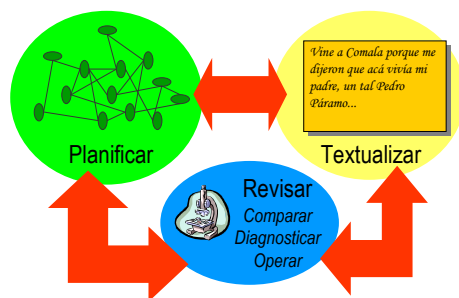 Vine a Comala porque me
dijeron que acá vivía mi
padre, un tal Pedro
Páramo...
Planificar
Textualizar
Revisar
Comparar
Diagnosticar
Operar